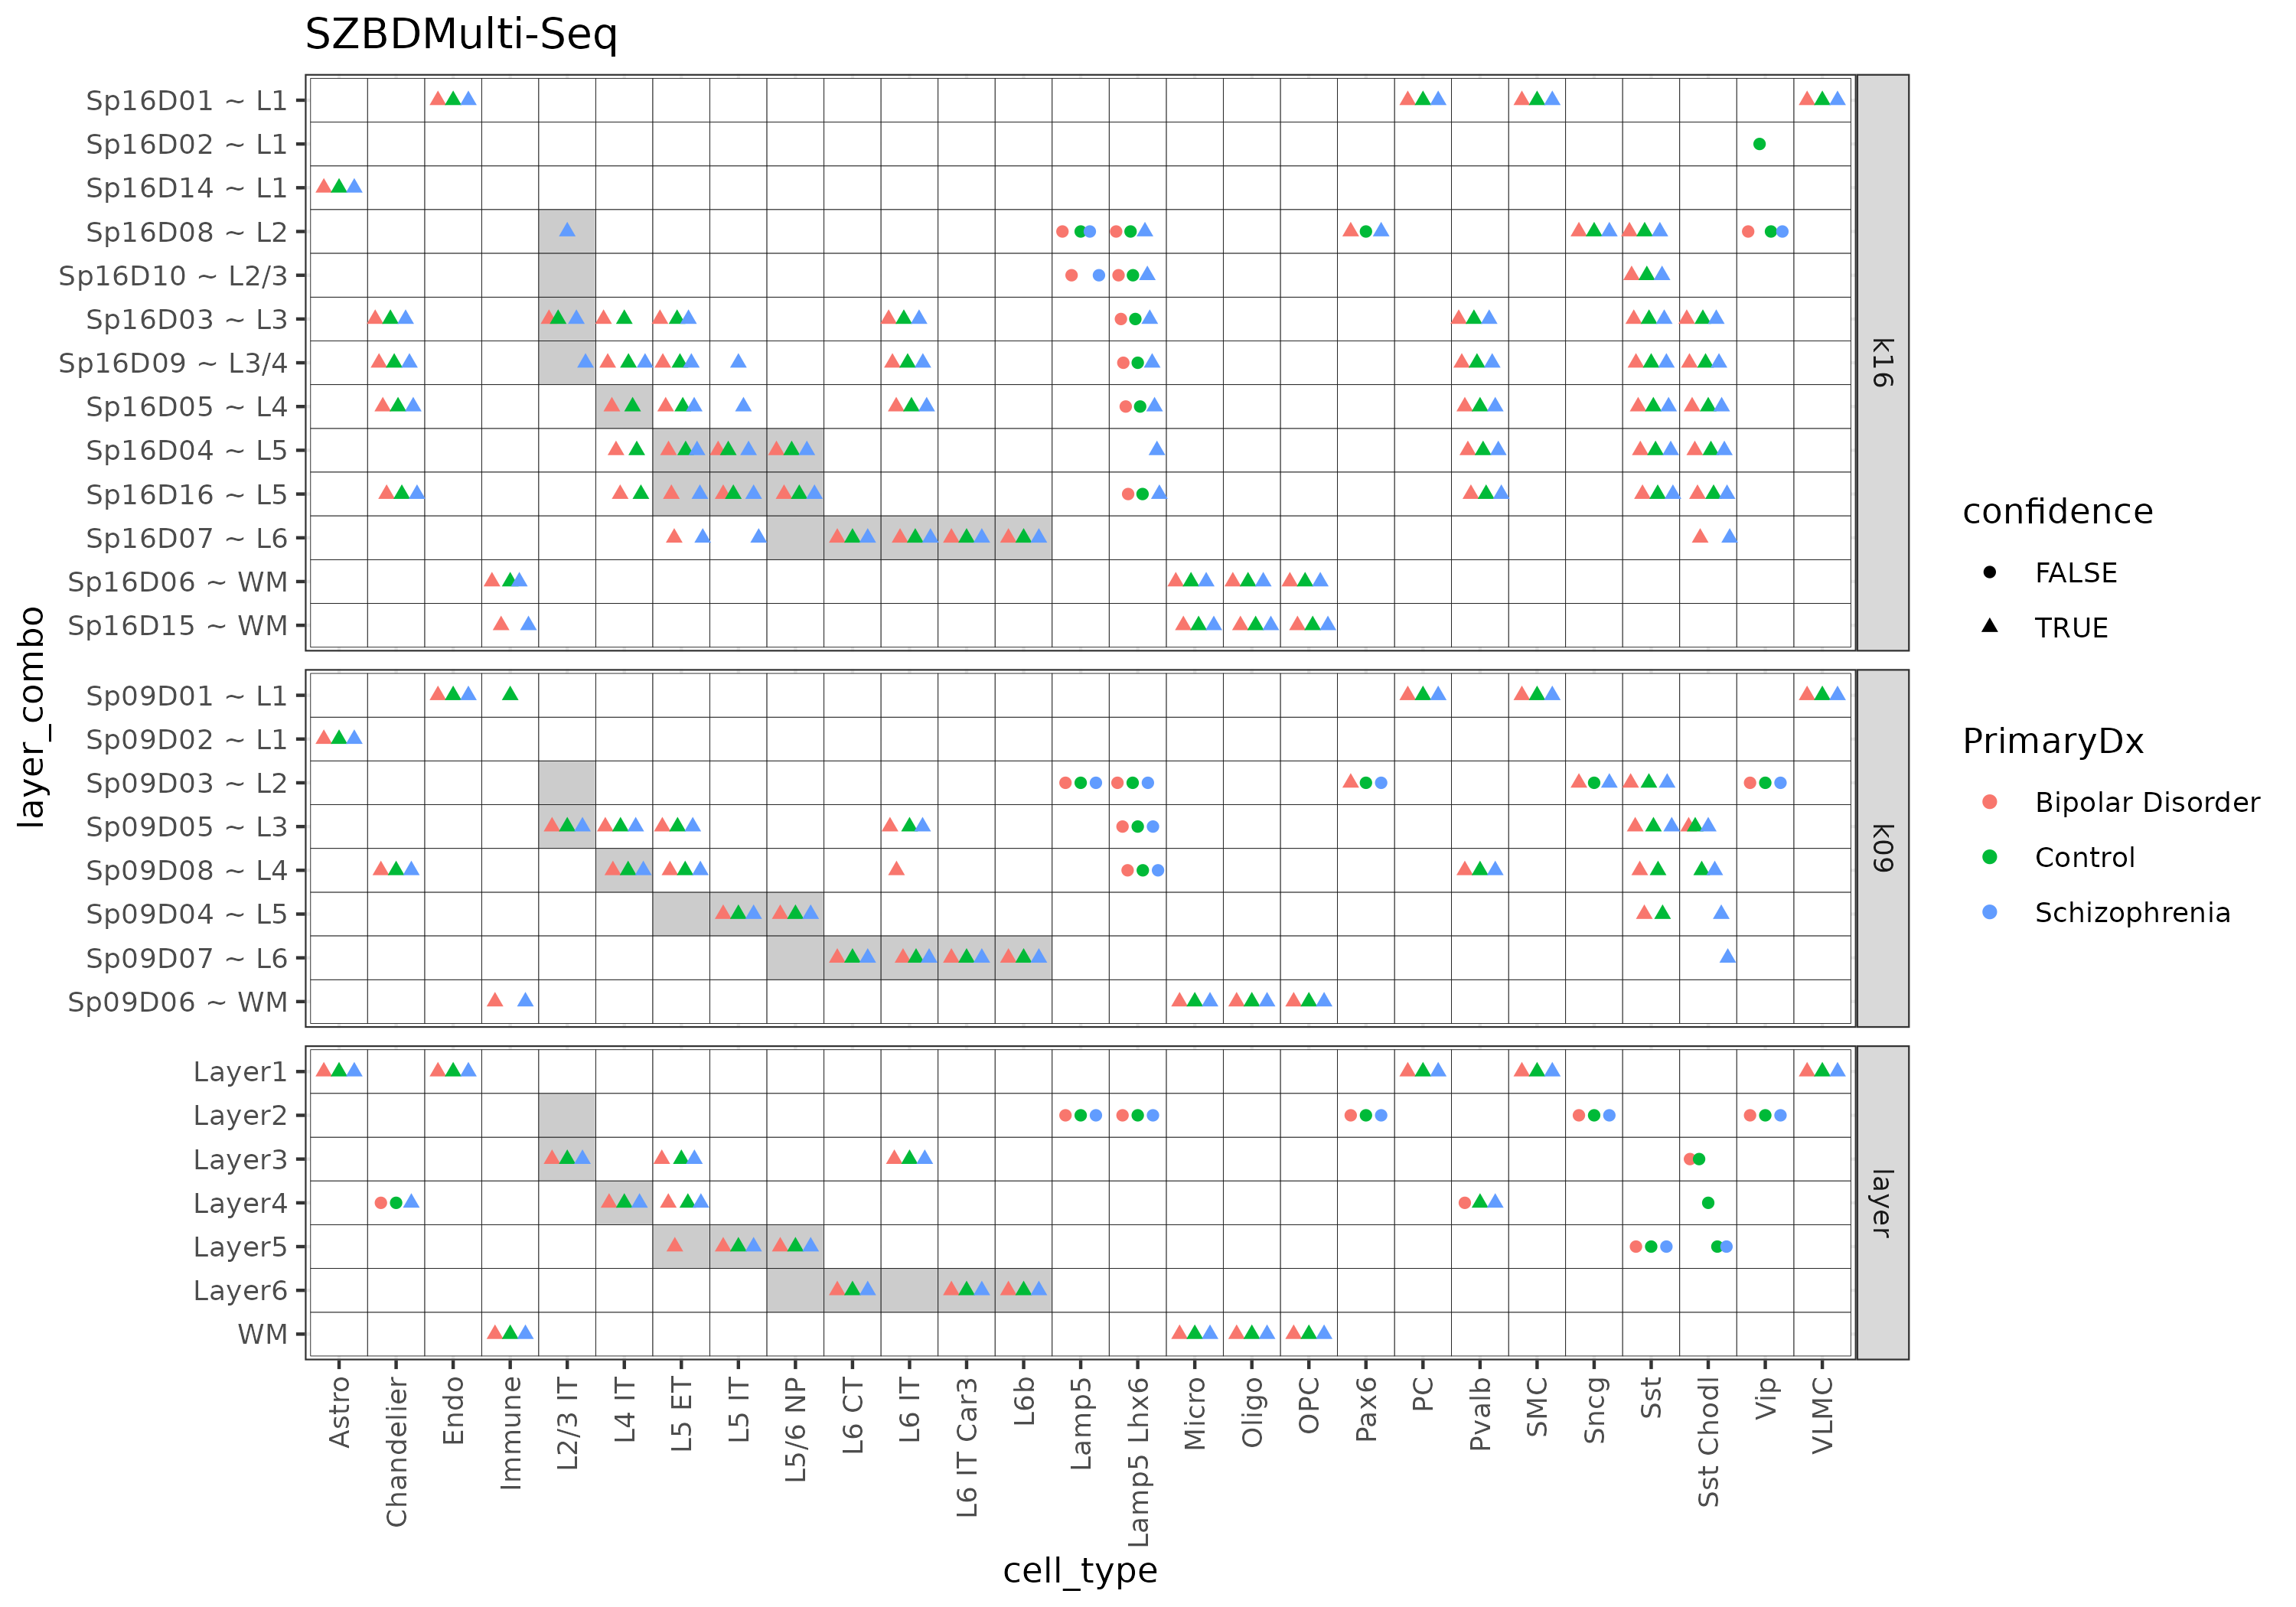 SZBDMulti-Seq
layer_combo
Sp16D01 ~ L1
Sp16D02 ~ L1
Sp16D14 ~ L1
Sp16D08 ~ L2
Sp16D10 ~ L2/3
Sp16D03 ~ L3
Sp16D09 ~ L3/4
Sp16D05 ~ L4
Sp16D04 ~ L5
Sp16D16 ~ L5
Sp16D07 ~ L6
Sp16D06 ~ WM
Sp16D15 ~ WM
k16
Sp09D01 ~ L1
Sp09D02 ~ L1
Sp09D03 ~ L2
Sp09D05 ~ L3
Sp09D08 ~ L4
Sp09D04 ~ L5
Sp09D07 ~ L6
Sp09D06 ~ WM
k09
Layer1
Layer2
Layer3
Layer4
Layer5
Layer6
WM
layer
Astro
Chandelier
Endo
Immune
L2/3 IT
L4 IT
L5 ET
L5 IT
L5/6 NP
L6 CT
L6 IT
L6 IT Car3
L6b
Lamp5
Lamp5 Lhx6
Micro
Oligo
OPC
Pax6
PC
Pvalb
SMC
Sncg
Sst
Sst Chodl
Vip
VLMC
cell_type
confidence
FALSE
TRUE
PrimaryDx
Bipolar Disorder
Control
Schizophrenia